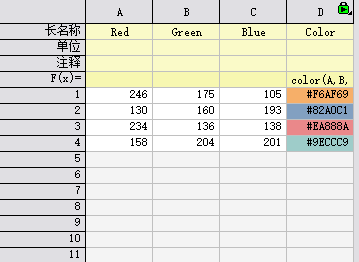 A B C D
长名称 Red Green Blue Color
单位
注释
F(x)= color(A,B,
1 246 175 105 #F6AF69
2 130 160 193 #82A0C1
3 234 136 138 #EA888A
4 158 204 201 #9ECCC9
5
6
7
8
9
10
11